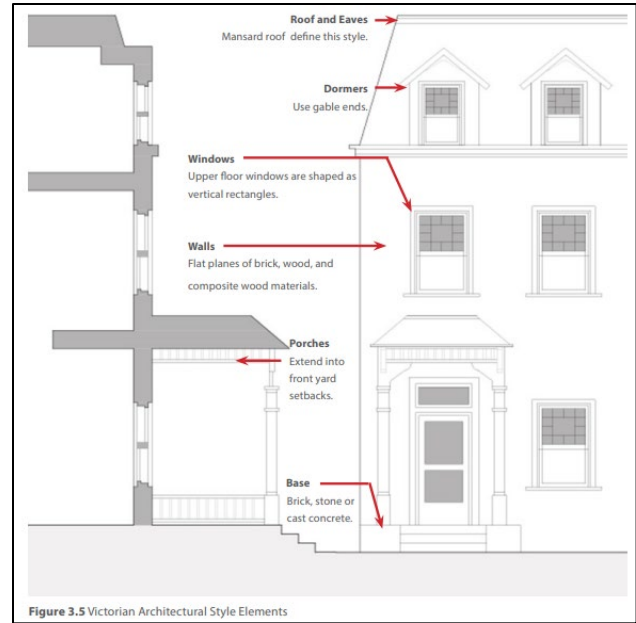 Roof and Eaves
Mansard roof define this style.
Dormers
Use gable ends.
Windows
Upper floor windows are shaped as
vertical rectangles.
Walls
Flat planes of brick, wood, and
composite wood materials.
Porches
Extend into
front yard
setbacks.
Base
Brick, stone or
cast concrete.
Figure 3.5 Victorian Architectural Style Elements